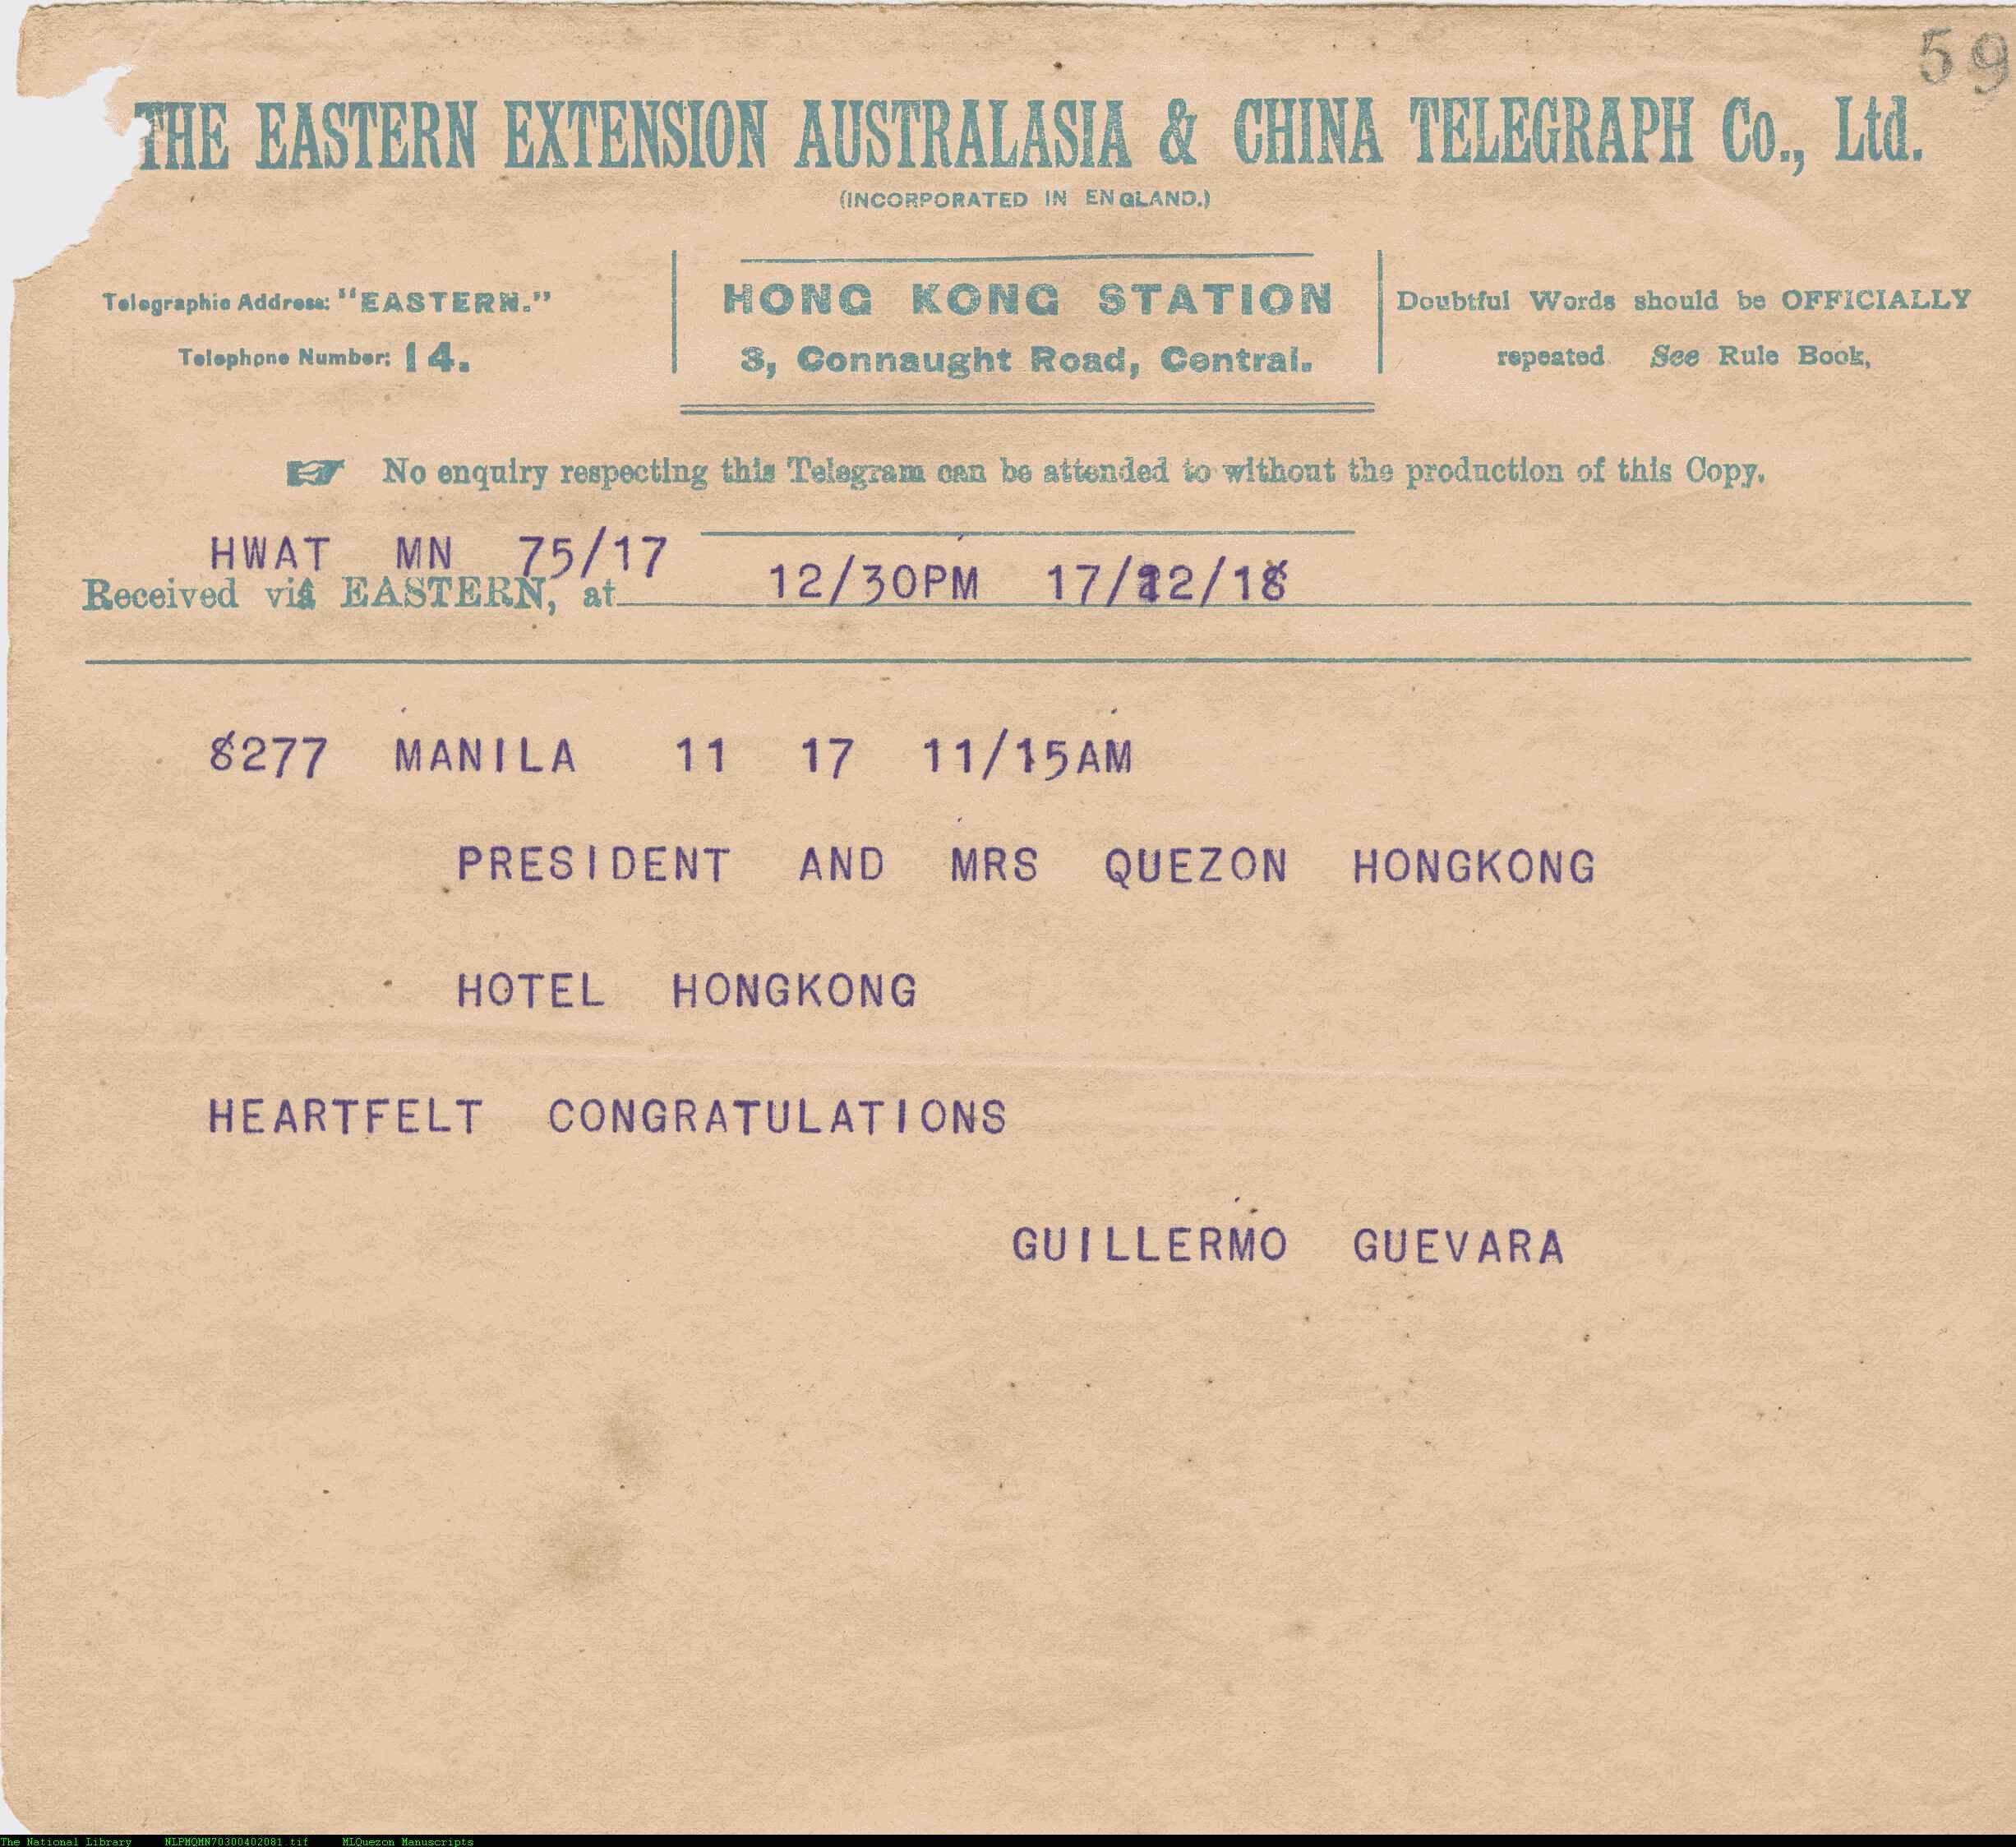 59
THE EASTERN EXTENSION AUSTRALASIA & CHINA TELEGRAPH Co., Ltd.
(INCORPORATED IN ENGLAND.)
Telegraphic Address: "EASTERN."
Telephone Number: 14.
HONG KONG STATION
3, Connaught Road, Central.
Doubtful Words should be OFFICIALLY
repeated. See Rule Book,
No enquiry respecting this Telegram can be attended to without the production of this Copy.
HWAT MN 75/17
Received viâ EASTERN, at 12/30PM 17/12/18
8277 MANILA 11 17 11/15AM
PRESIDENT AND MRS QUEZON HONGKONG
HOTEL HONGKONG
HEARTFELT CONGRATULATIONS
GUILLERMO GUEVARA
The National Library NLPMQMN70300402081.tif MLQuezon Manuscripts